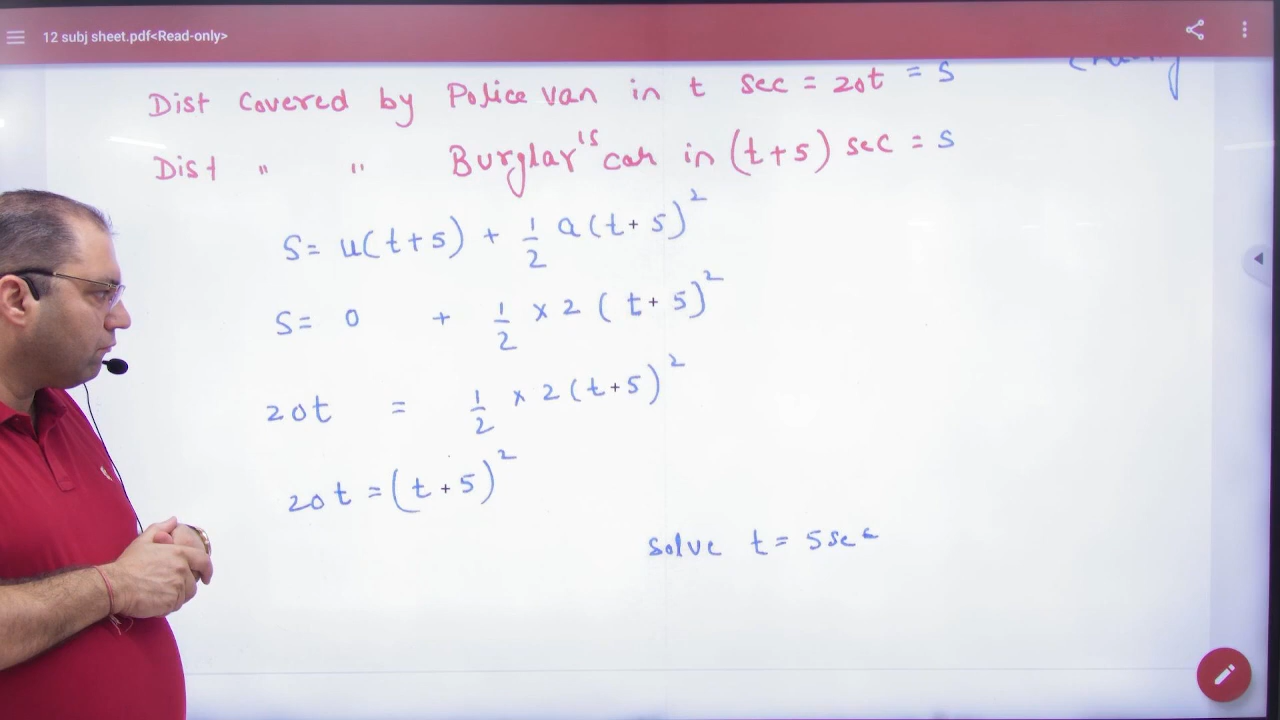 12 subj sheet.pdf<Read-only>
Dist Covered by Police van in t sec = 20t = S
Dist " " Burglar's car in (t+5) sec = S
S = u(t+5) + 1/2 a(t+5)²
S = 0 + 1/2 × 2 (t+5)²
20t = 1/2 × 2(t+5)²
20t = (t+5)²
solve t = 5 sec